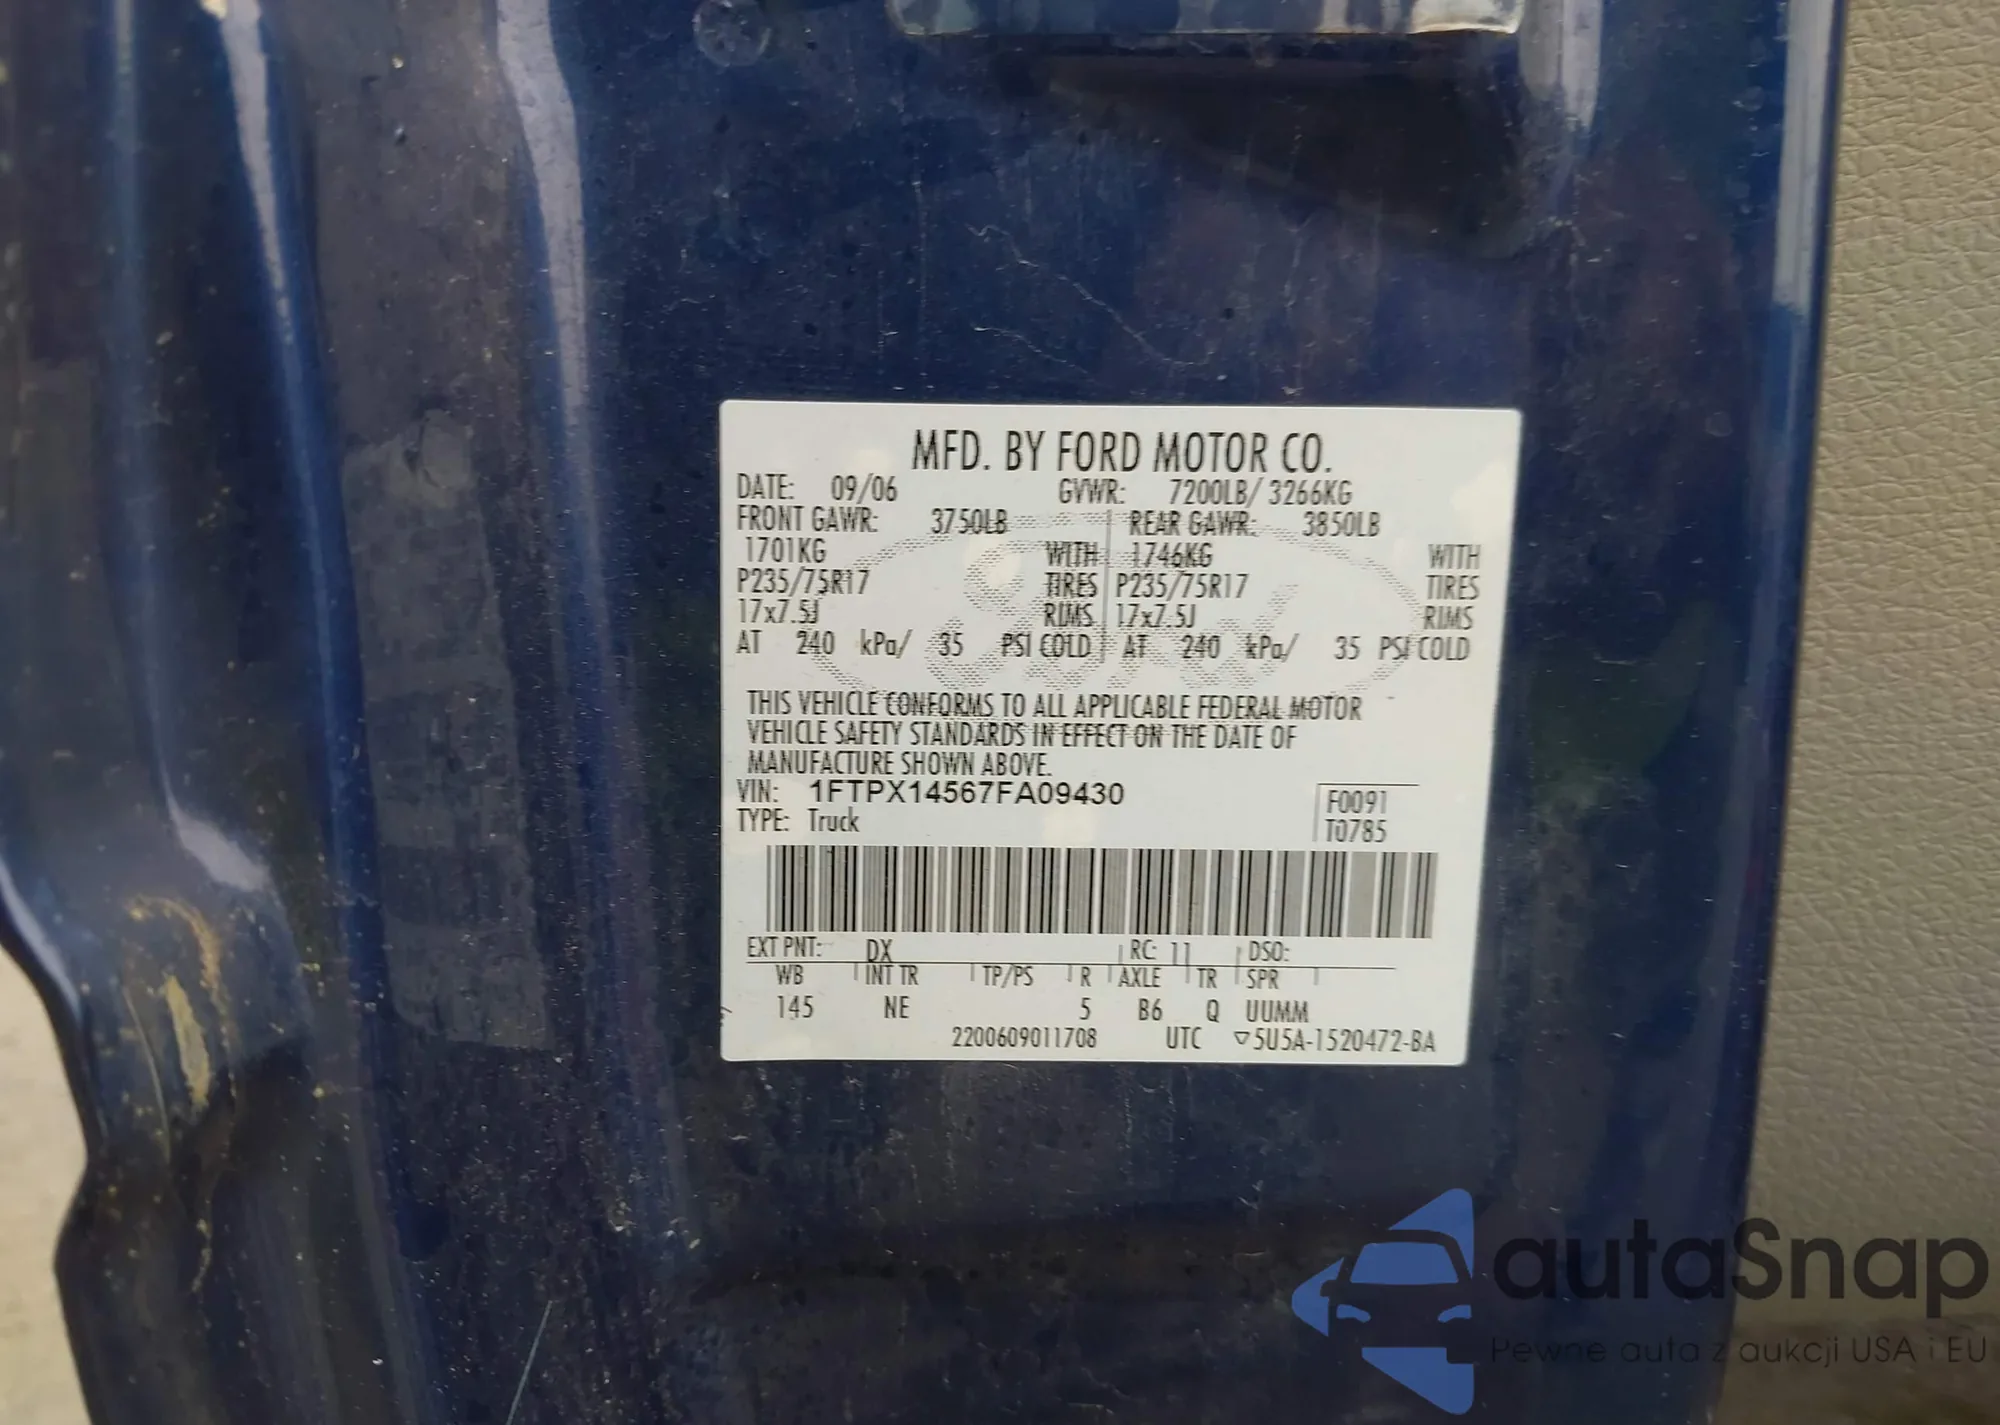 MFD. BY FORD MOTOR CO.
DATE: 09/06 GVWR: 7200LB/ 3266KG
FRONT GAWR: 3750LB REAR GAWR: 3850LB
1701KG WITH 1746KG WITH
P235/75R17 TIRES P235/75R17 TIRES
17x7.5J RIMS 17x7.5J RIMS
AT 240 kPa/ 35 PSI COLD AT 240 kPa/ 35 PSI COLD
THIS VEHICLE CONFORMS TO ALL APPLICABLE FEDERAL MOTOR
VEHICLE SAFETY STANDARDS IN EFFECT ON THE DATE OF
MANUFACTURE SHOWN ABOVE.
VIN: 1FTPX14567FA09430
F0091
TYPE: Truck
T0785
EXT PNT: DX RC: 11 DSO:
WB INT TR TP/PS R AXLE TR SPR
145 NE 5 B6 Q UUMM
2200609011708 UTC ▽5U5A-1520472-BA
autaSnap
Pewne auta z aukcji USA i EU